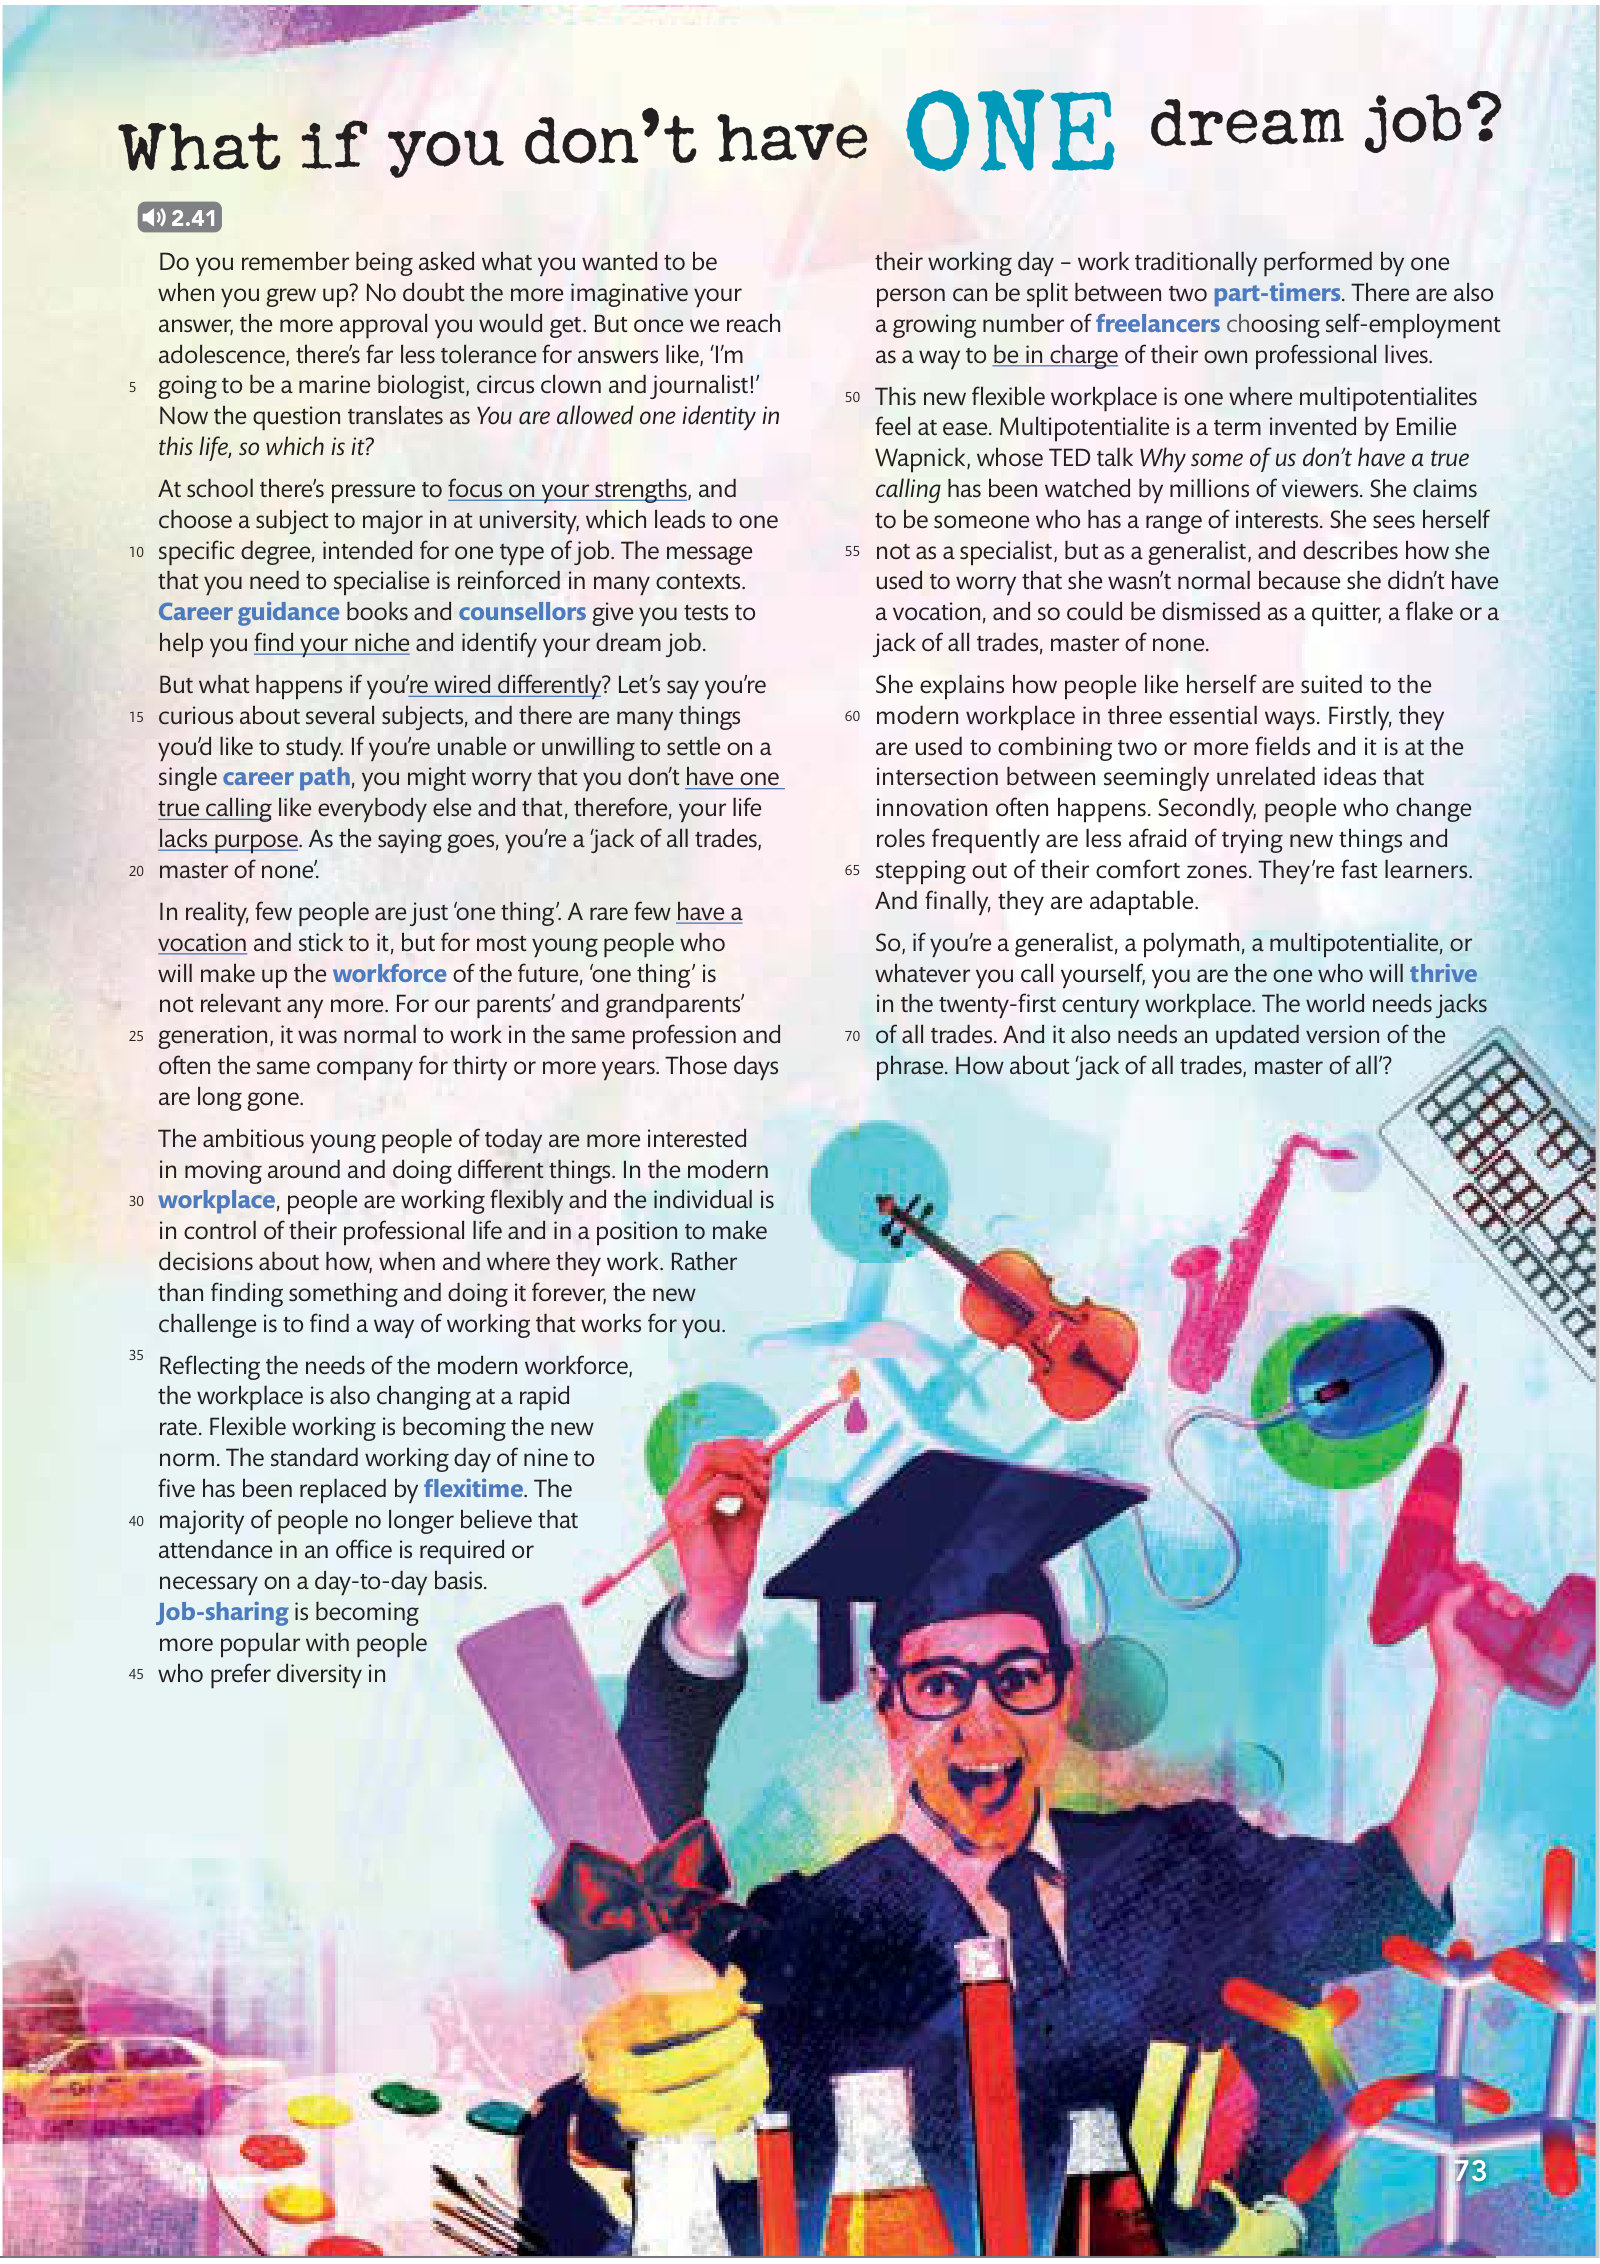 What if you don't have ONE dream job?
2.41
Do you remember being asked what you wanted to be
when you grew up? No doubt the more imaginative your
answer, the more approval you would get. But once we reach
adolescence, there's far less tolerance for answers like, 'I'm
5 going to be a marine biologist, circus clown and journalist!'
Now the question translates as You are allowed one identity in
this life, so which is it?
At school there's pressure to focus on your strengths, and
choose a subject to major in at university, which leads to one
10 specific degree, intended for one type of job. The message
that you need to specialise is reinforced in many contexts.
Career guidance books and counsellors give you tests to
help you find your niche and identify your dream job.
But what happens if you're wired differently? Let's say you're
15 curious about several subjects, and there are many things
you'd like to study. If you're unable or unwilling to settle on a
single career path, you might worry that you don't have one
true calling like everybody else and that, therefore, your life
lacks purpose. As the saying goes, you're a 'jack of all trades,
20 master of none'.
In reality, few people are just 'one thing'. A rare few have a
vocation and stick to it, but for most young people who
will make up the workforce of the future, 'one thing' is
not relevant any more. For our parents' and grandparents'
25 generation, it was normal to work in the same profession and
often the same company for thirty or more years. Those days
are long gone.
The ambitious young people of today are more interested
in moving around and doing different things. In the modern
30 workplace, people are working flexibly and the individual is
in control of their professional life and in a position to make
decisions about how, when and where they work. Rather
than finding something and doing it forever, the new
challenge is to find a way of working that works for you.
35 Reflecting the needs of the modern workforce,
the workplace is also changing at a rapid
rate. Flexible working is becoming the new
norm. The standard working day of nine to
five has been replaced by flexitime. The
40 majority of people no longer believe that
attendance in an office is required or
necessary on a day-to-day basis.
Job-sharing is becoming
more popular with people
45 who prefer diversity in
their working day – work traditionally performed by one
person can be split between two part-timers. There are also
a growing number of freelancers choosing self-employment
as a way to be in charge of their own professional lives.
50 This new flexible workplace is one where multipotentialites
feel at ease. Multipotentialite is a term invented by Emilie
Wapnick, whose TED talk Why some of us don't have a true
calling has been watched by millions of viewers. She claims
to be someone who has a range of interests. She sees herself
55 not as a specialist, but as a generalist, and describes how she
used to worry that she wasn't normal because she didn't have
a vocation, and so could be dismissed as a quitter, a flake or a
jack of all trades, master of none.
She explains how people like herself are suited to the
60 modern workplace in three essential ways. Firstly, they
are used to combining two or more fields and it is at the
intersection between seemingly unrelated ideas that
innovation often happens. Secondly, people who change
roles frequently are less afraid of trying new things and
65 stepping out of their comfort zones. They're fast learners.
And finally, they are adaptable.
So, if you're a generalist, a polymath, a multipotentialite, or
whatever you call yourself, you are the one who will thrive
in the twenty-first century workplace. The world needs jacks
70 of all trades. And it also needs an updated version of the
phrase. How about 'jack of all trades, master of all'?
73